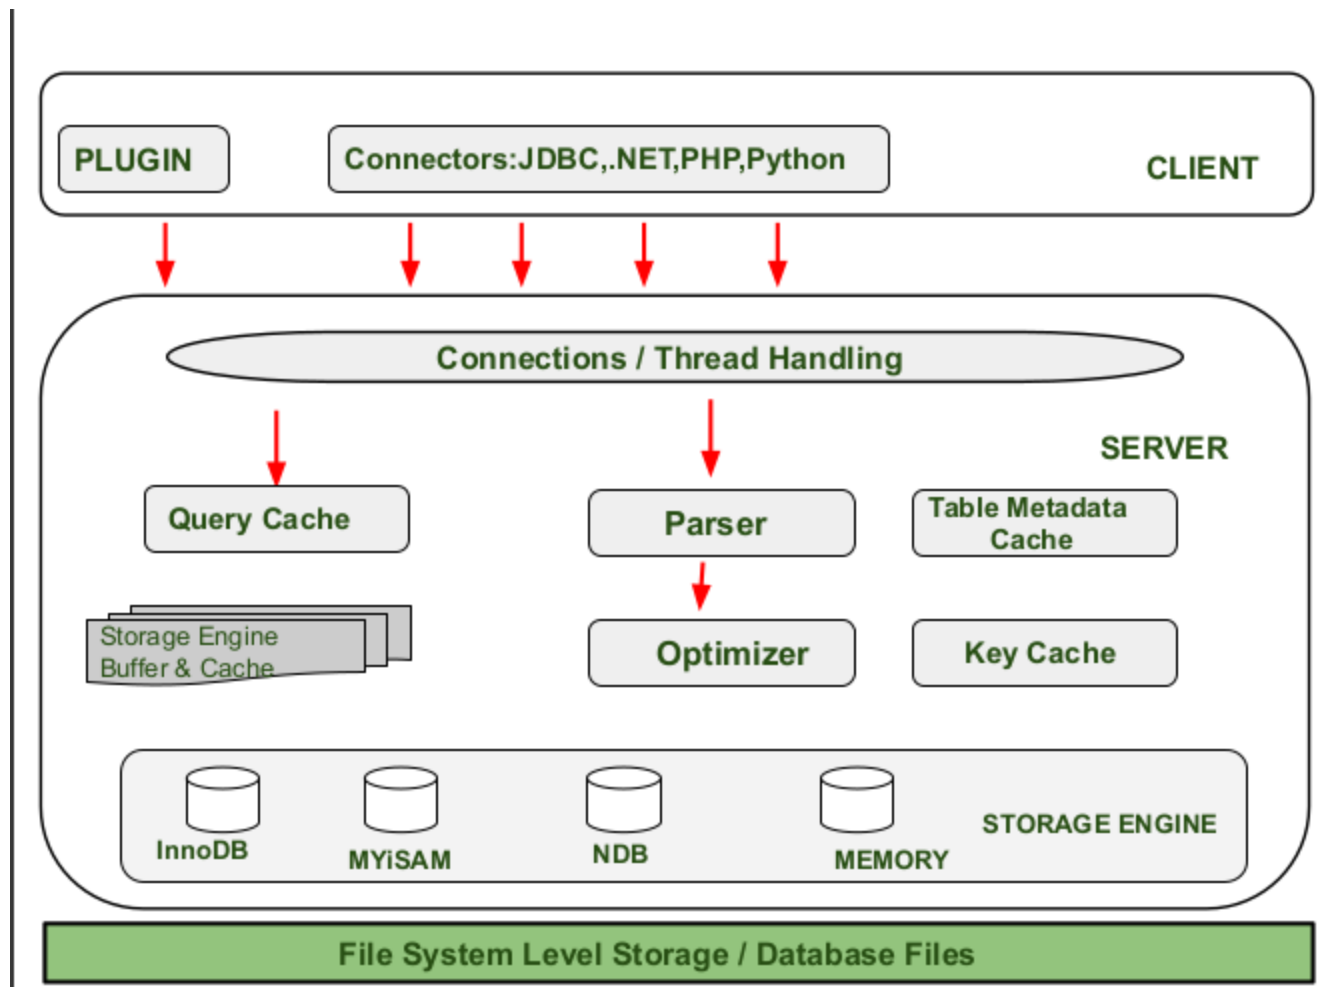 PLUGIN
Connectors:JDBC,.NET,PHP,Python
CLIENT
Connections / Thread Handling
SERVER
Query Cache
Parser
Table Metadata
Cache
Storage Engine
Buffer & Cache
Optimizer
Key Cache
InnoDB
MYiSAM
NDB
MEMORY
STORAGE ENGINE
File System Level Storage / Database Files